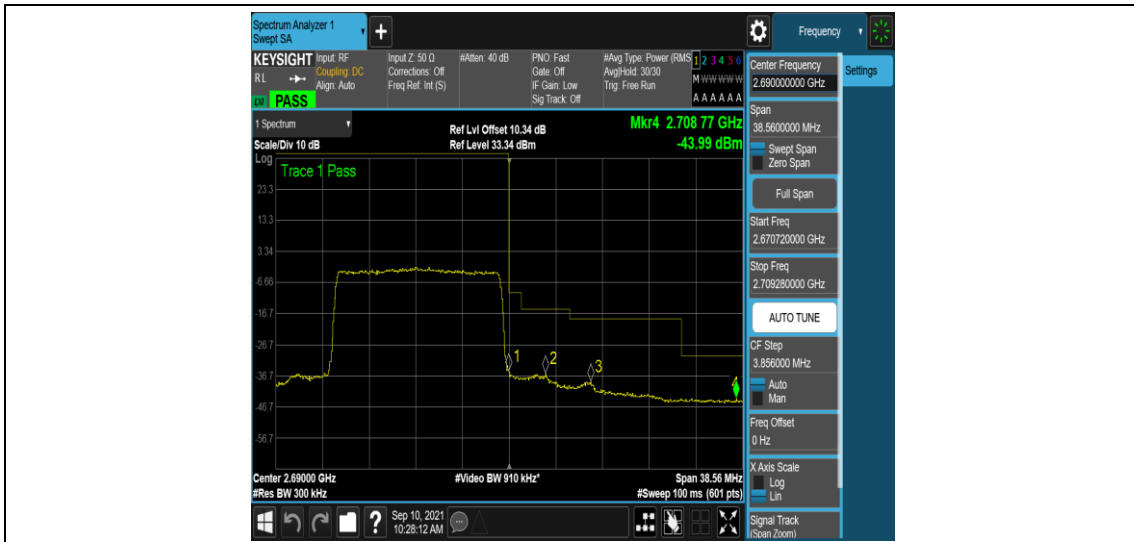 Spectrum Analyzer 1
Swept SA
+
Frequency
KEYSIGHT
RL
LXI
PASS
Input: RF
Coupling: DC
Align: Auto
Input Z: 50 Ω
Corrections: Off
Freq Ref: Int (S)
#Atten: 40 dB
PNO: Fast
Gate: Off
IF Gain: Low
Sig Track: Off
#Avg Type: Power (RMS
Avg|Hold: 30/30
Trig: Free Run
1 2 3 4 5 6
M W W W W W
A A A A A A
1 Spectrum
Scale/Div 10 dB
Ref Lvl Offset 10.34 dB
Ref Level 33.34 dBm
Mkr4 2.708 77 GHz
-43.99 dBm
Log
Trace 1 Pass
23.3
13.3
3.34
-6.66
-16.7
-26.7
-36.7
-46.7
-56.7
1
2
3
4
Center 2.69000 GHz
#Res BW 300 kHz
#Video BW 910 kHz*
Span 38.56 MHz
#Sweep 100 ms (601 pts)
Center Frequency
2.690000000 GHz
Settings
Span
38.5600000 MHz
Swept Span
Zero Span
Full Span
Start Freq
2.670720000 GHz
Stop Freq
2.709280000 GHz
AUTO TUNE
CF Step
3.856000 MHz
Auto
Man
Freq Offset
0 Hz
X Axis Scale
Log
Lin
Signal Track
(Span Zoom)
?
Sep 10, 2021
10:28:12 AM